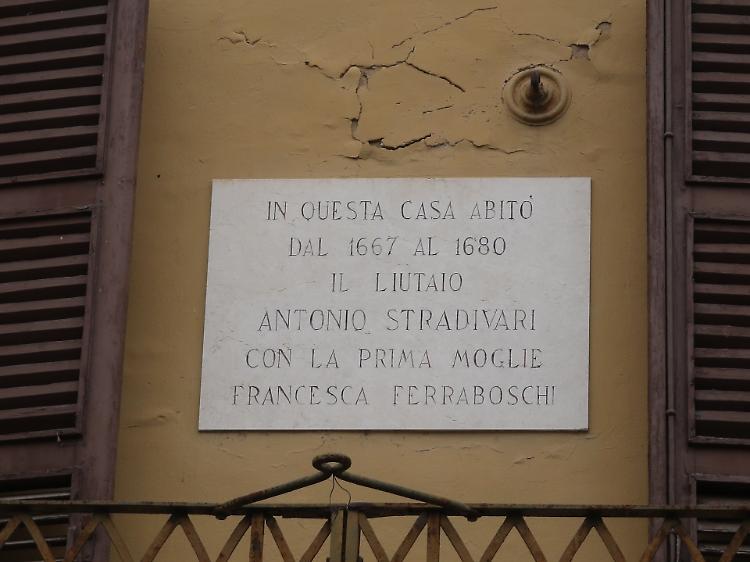 IN QUESTA CASA ABITÒ
DAL 1667 AL 1680
IL LIUTAIO
ANTONIO STRADIVARI
CON LA PRIMA MOGLIE
FRANCESCA FERRABOSCHI